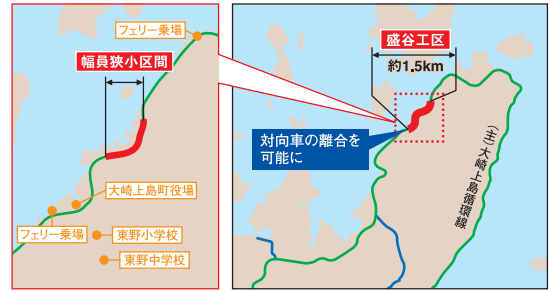 フェリー乗場
幅員狭小区間
大崎上島町役場
フェリー乗場
東野小学校
東野中学校
盛谷工区
約1.5km
対向車の離合を
可能に
(主)大崎上島循環線